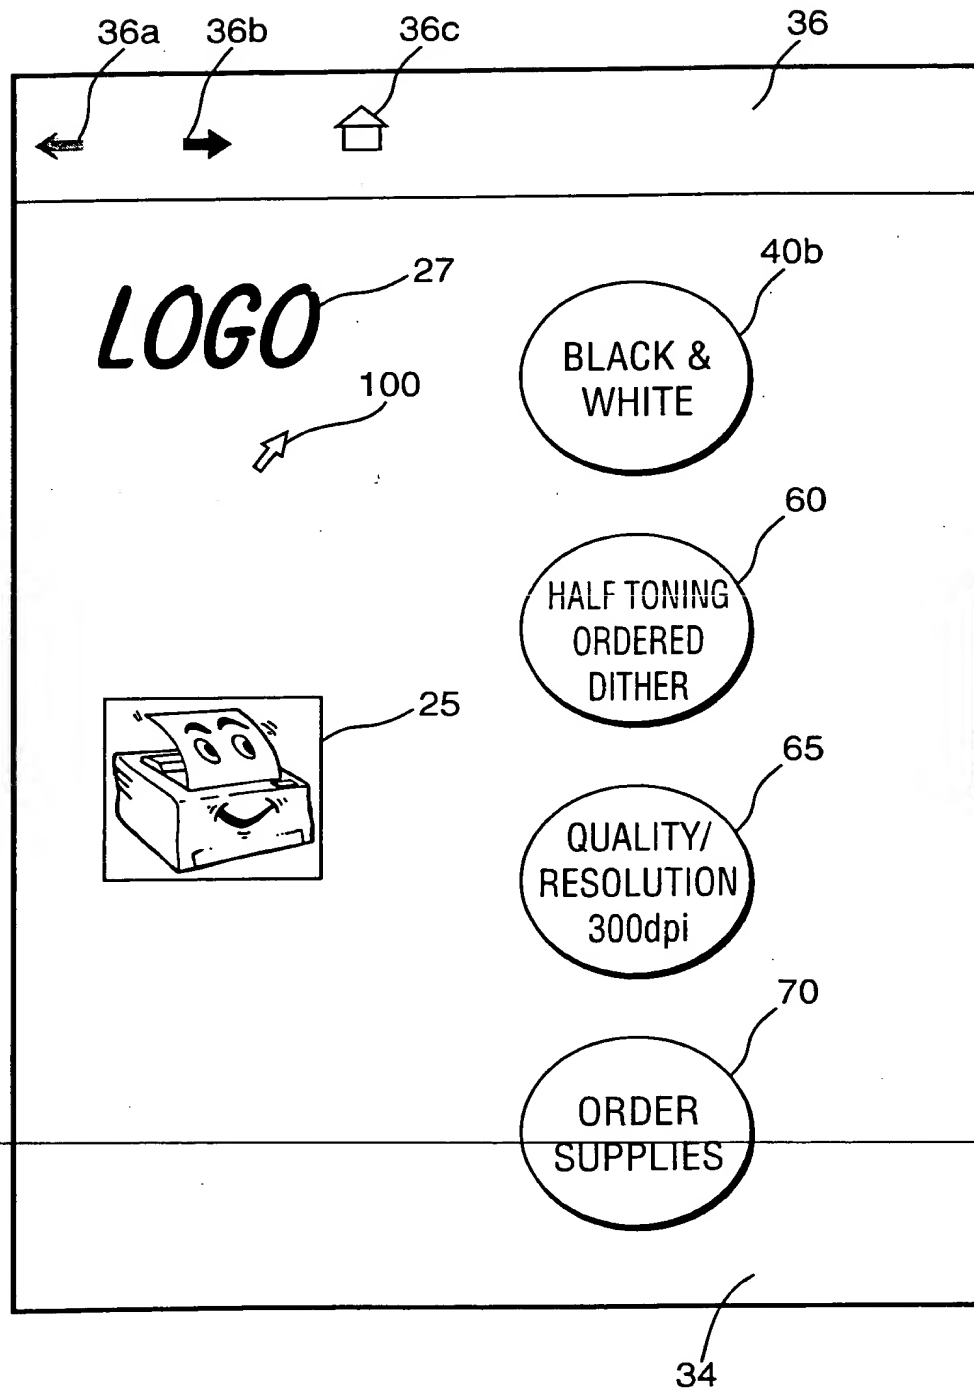 36a 36b 36c 36
LOGO
27
100
40b
BLACK &
WHITE
60
HALF TONING
ORDERED
DITHER
25
65
QUALITY/
RESOLUTION
300dpi
70
ORDER
SUPPLIES
34